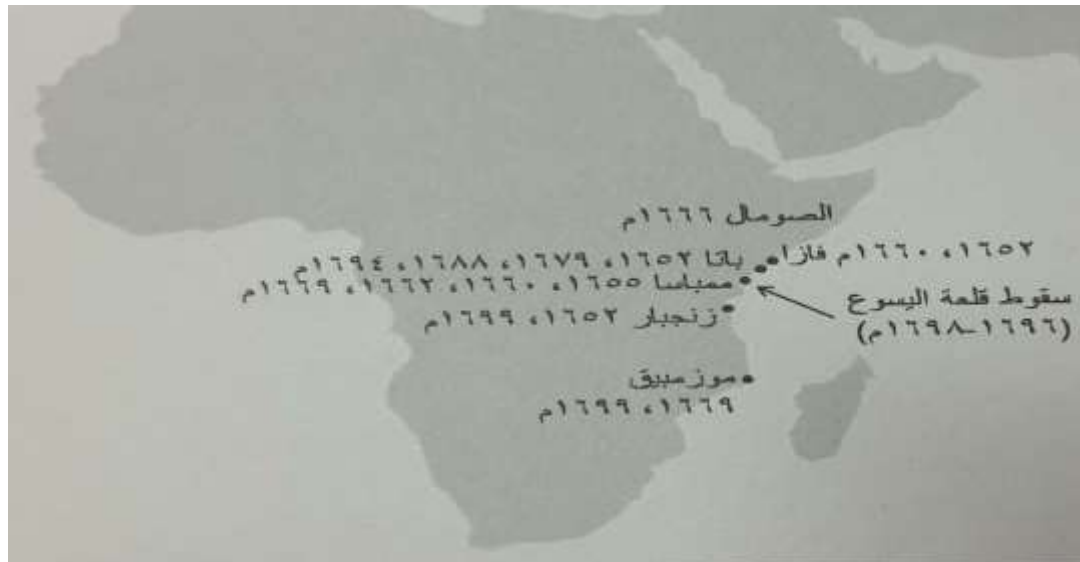 الصومال ١٦٦٦م
١٦٥٢، ١٦٦٠م فازا
باتا ١٦٥٢، ١٦٧٩، ١٦٨٨، ١٦٩٤م
ممباسا ١٦٥٥، ١٦٦٠، ١٦٦٢، ١٦٦٩م
سقوط قلعة اليسوع
(١٦٩٦-١٦٩٨م)
زنجبار ١٦٥٢، ١٦٩٩م
موزمبيق
١٦٦٩، ١٦٩٩م